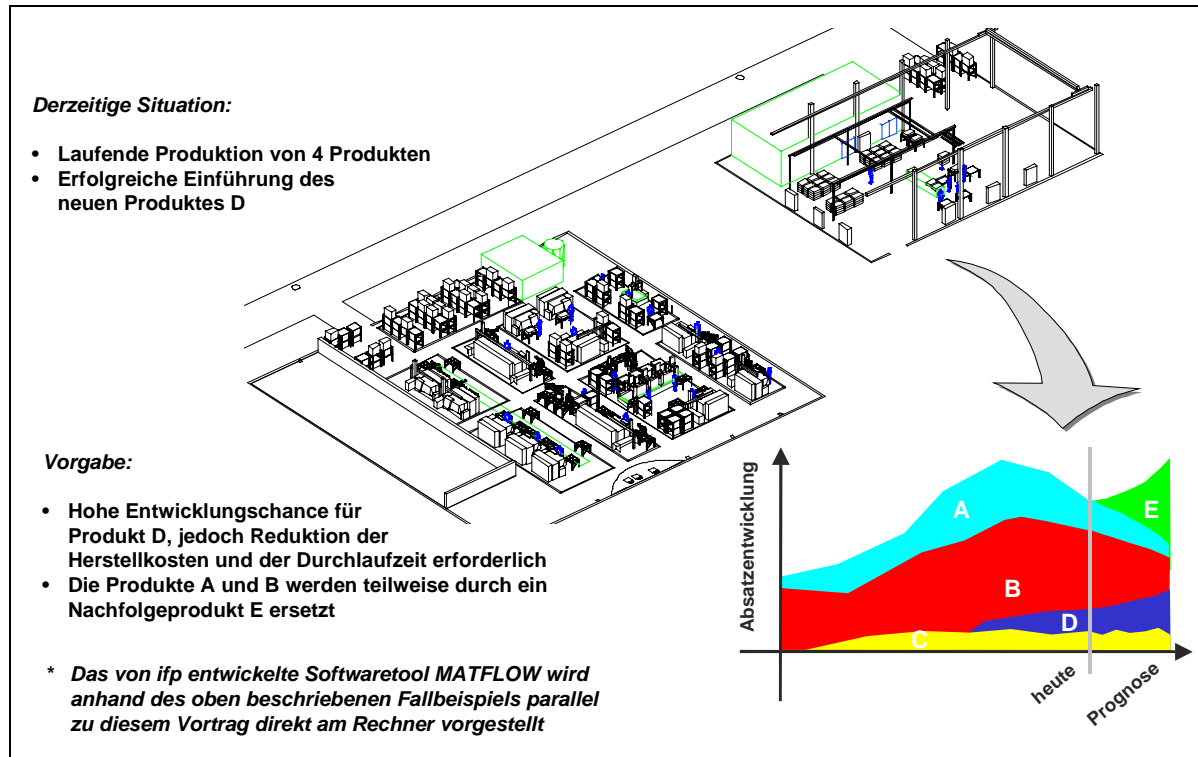 Derzeitige Situation:
• Laufende Produktion von 4 Produkten
• Erfolgreiche Einführung des
neuen Produktes D
Vorgabe:
• Hohe Entwicklungschance für
Produkt D, jedoch Reduktion der
Herstellkosten und der Durchlaufzeit erforderlich
• Die Produkte A und B werden teilweise durch ein
Nachfolgeprodukt E ersetzt
* Das von ifp entwickelte Softwaretool MATFLOW wird
anhand des oben beschriebenen Fallbeispiels parallel
zu diesem Vortrag direkt am Rechner vorgestellt
Absatzentwicklung
A
E
B
D
C
heute
Prognose